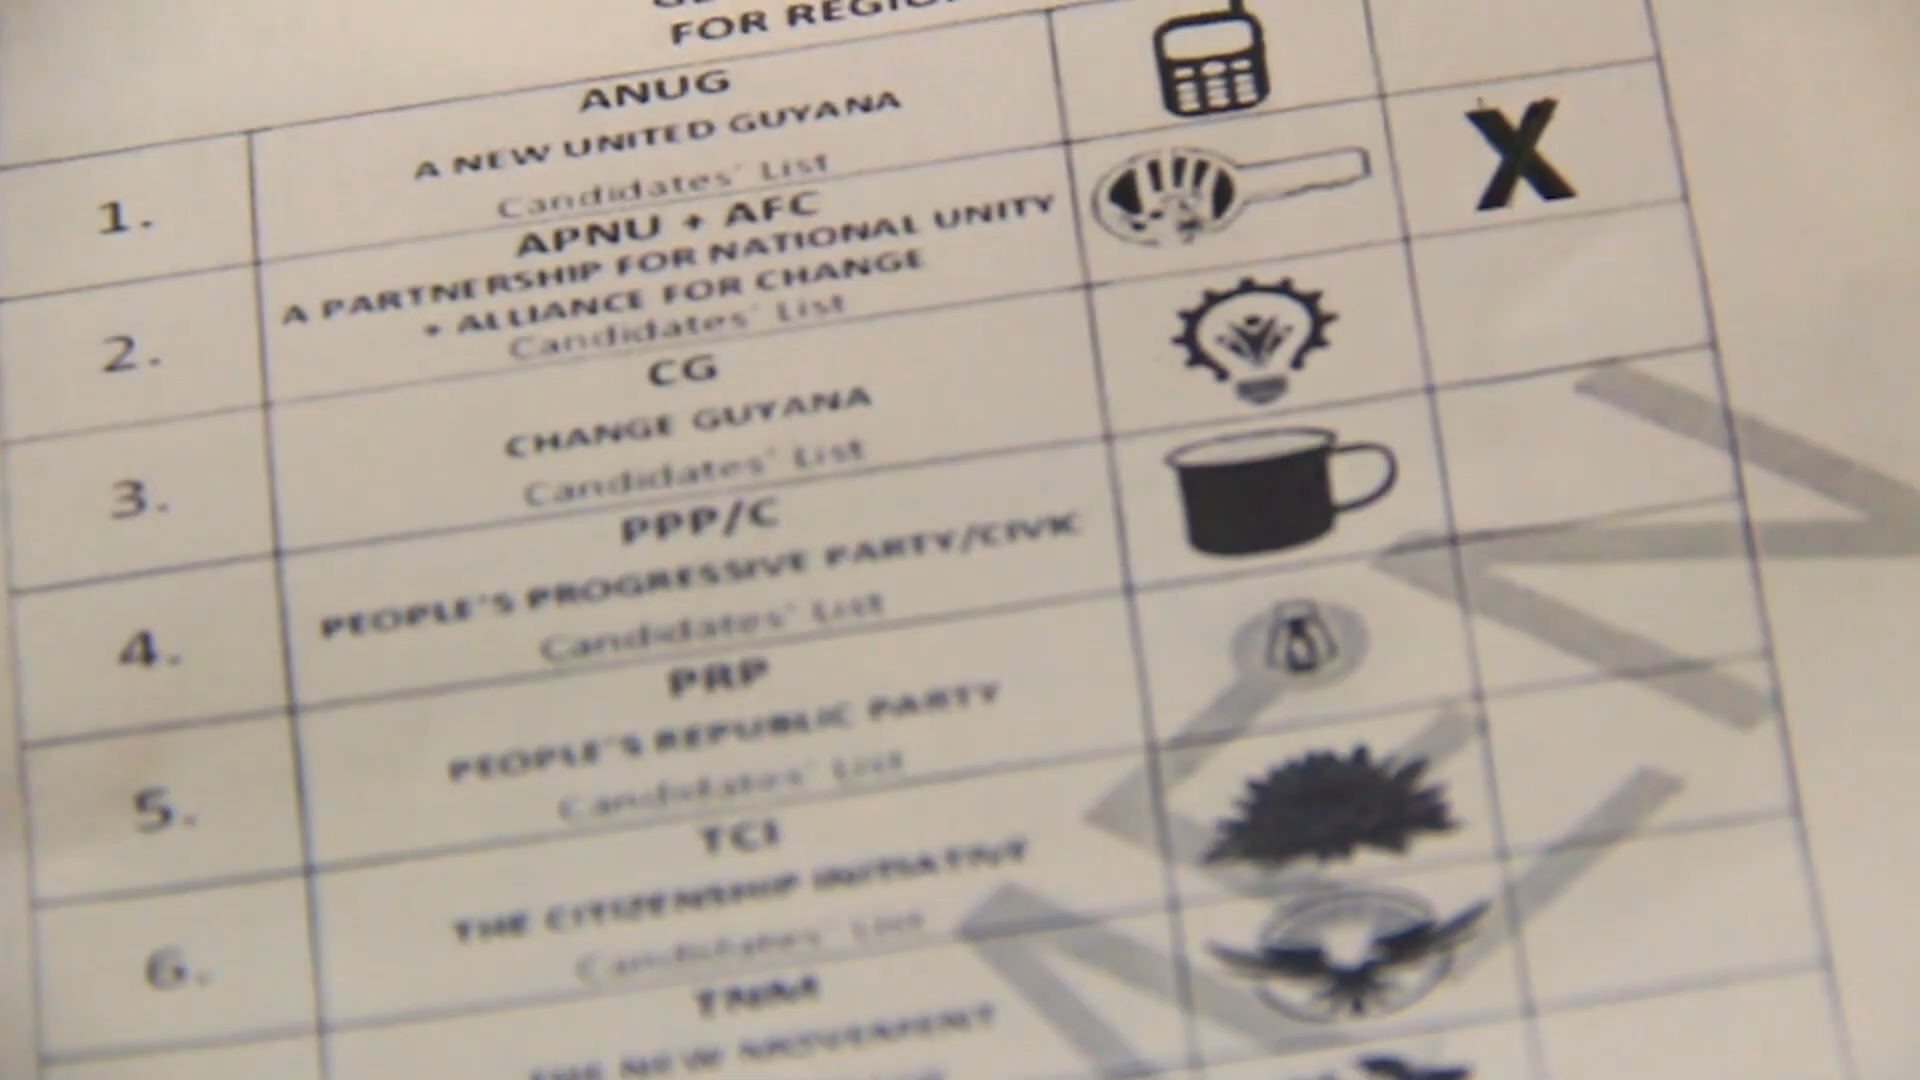 FOR REGIO
1.
ANUG
A NEW UNITED GUYANA
Candidates' List
2.
APNU + AFC
A PARTNERSHIP FOR NATIONAL UNITY
+ ALLIANCE FOR CHANGE
Candidates' List
X
3.
CG
CHANGE GUYANA
Candidates' List
4.
PPP/C
PEOPLE'S PROGRESSIVE PARTY/CIVIC
Candidates' List
5.
PRP
PEOPLE'S REPUBLIC PARTY
Candidates' List
6.
TCI
THE CITIZENSHIP INITIATIVE
Candidates' List
TNM
THE NEW MOVEMENT